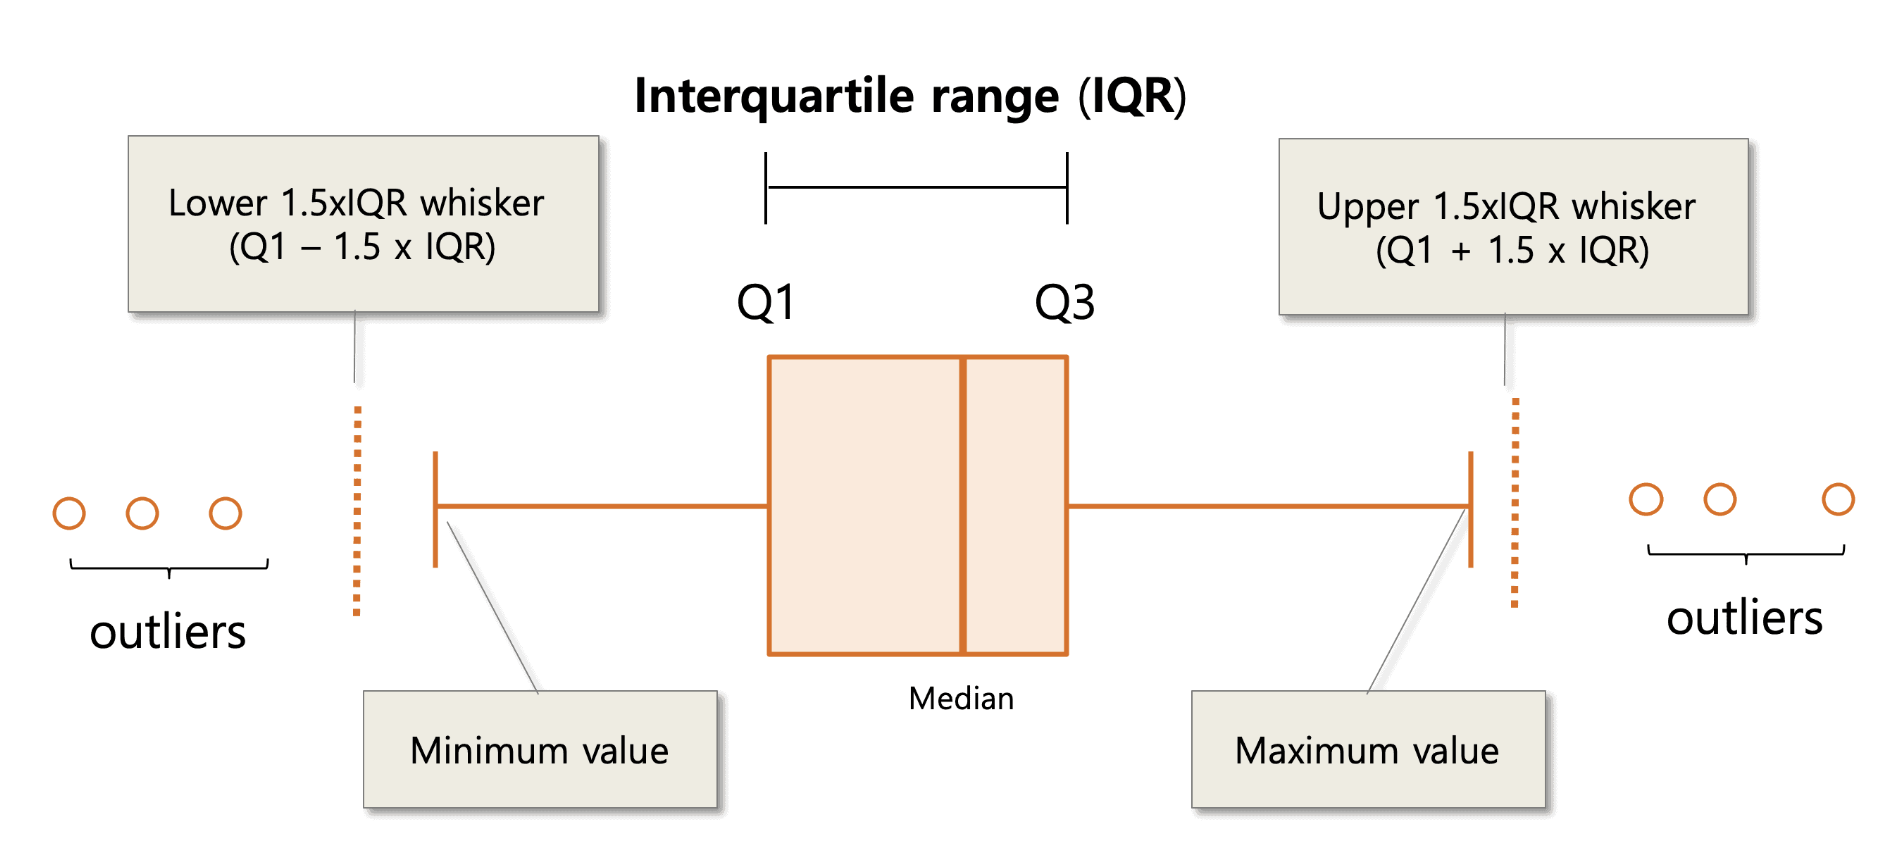 Interquartile range (IQR)
Lower 1.5xIQR whisker
(Q1 – 1.5 x IQR)
Upper 1.5xIQR whisker
(Q1 + 1.5 x IQR)
Q1
Q3
outliers
outliers
Median
Minimum value
Maximum value